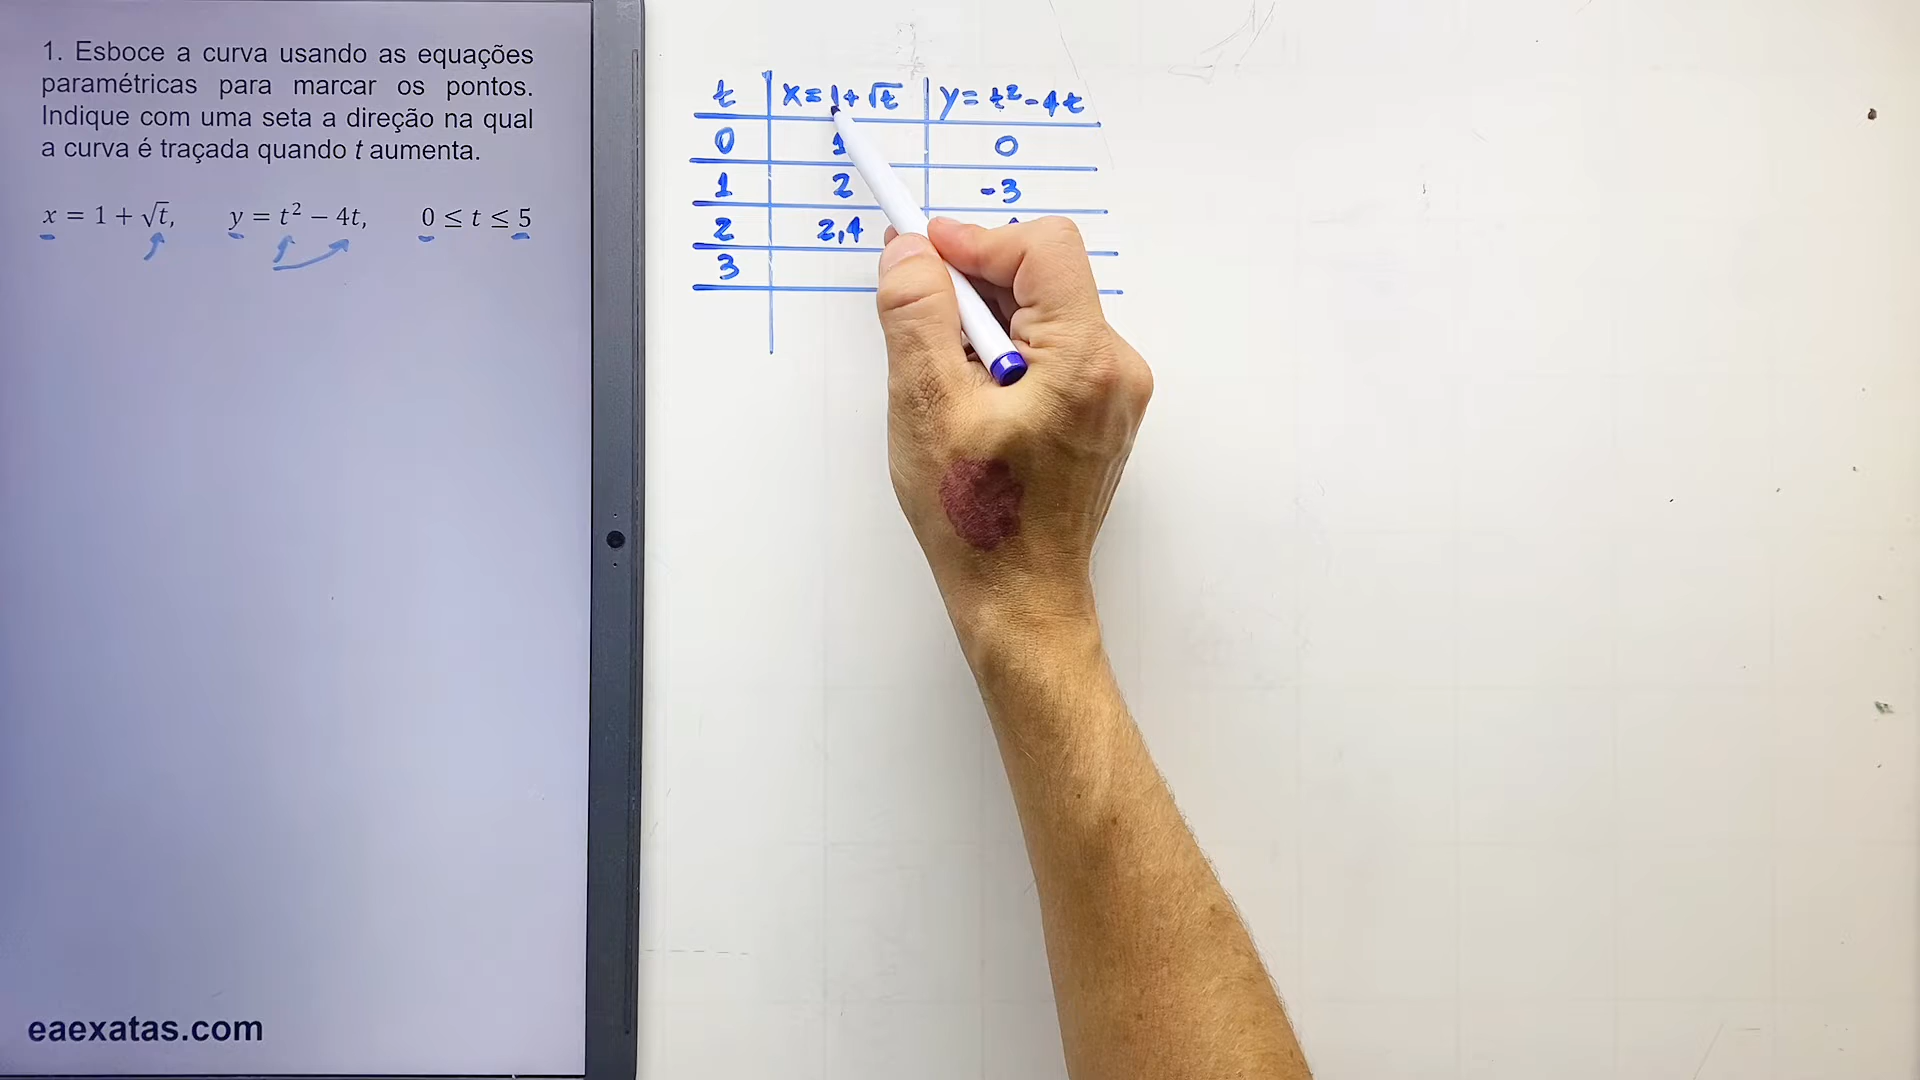 1. Esboce a curva usando as equações
paramétricas para marcar os pontos.
Indique com uma seta a direção na qual
a curva é traçada quando t aumenta.
x = 1 + √t, y = t² − 4t, 0 ≤ t ≤ 5
eaexatas.com
t x = 1 + √t y = t² - 4t
0 1 0
1 2 -3
2 2,4
3